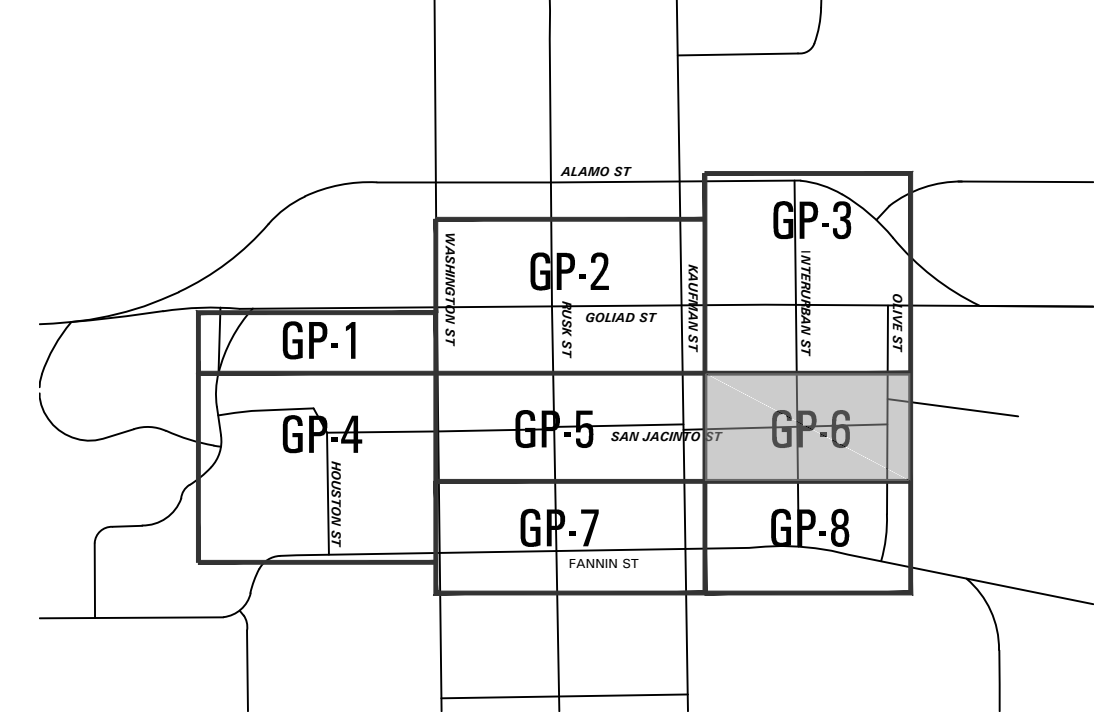 ALAMO ST
GP-3
WASHINGTON ST
GP-2
KAUFMAN ST
INTERURBAN ST
OLIVE ST
RUSK ST
GOLIAD ST
GP-1
GP-4
GP-5
SAN JACINTO ST
GP-6
HOUSTON ST
GP-7
GP-8
FANNIN ST